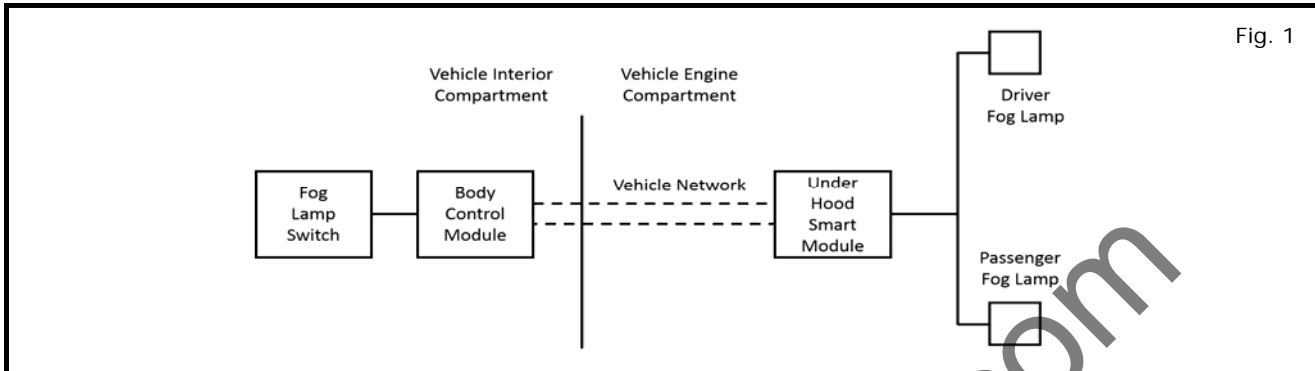 Fig. 1
Vehicle Interior
Compartment
Vehicle Engine
Compartment
Driver
Fog Lamp
Fog
Lamp
Switch
Body
Control
Module
Vehicle Network
Under
Hood
Smart
Module
Passenger
Fog Lamp
com